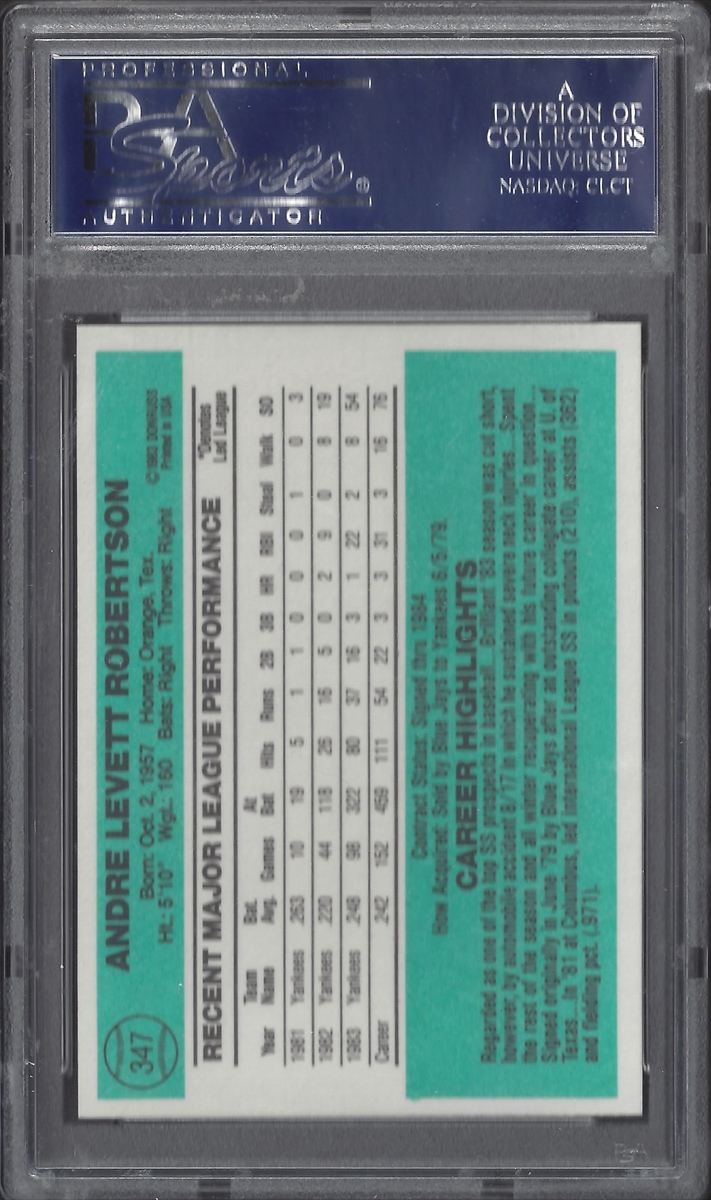 PROFESSIONAL
PSA
Sports®
AUTHENTICATOR
A
DIVISION OF
COLLECTORS
UNIVERSE
NASDAQ: CLCT
347
ANDRE LEVETT ROBERTSON
Born: Oct. 2, 1957 Home: Orange, Tex.
Ht.: 5'10" Wgt.: 160 Bats: Right Throws: Right
©1983 DONRUSS
Printed in USA
RECENT MAJOR LEAGUE PERFORMANCE
*Denotes
Led League
Year Team Name Bat. Avg. Games At Bat Hits Runs 2B 3B HR RBI Steal Walk SO
1981 Yankees .263 10 19 5 1 1 0 0 0 1 0 3
1982 Yankees .220 44 118 26 16 5 0 2 9 0 8 19
1983 Yankees .248 98 322 80 37 16 3 1 22 2 8 54
Career .242 152 459 111 54 22 3 3 31 3 16 76
Contract Status: Signed thru 1984
How Acquired: Sold by Blue Jays to Yankees 6/5/79.
CAREER HIGHLIGHTS
Regarded as one of the top SS prospects in baseball...Brilliant '83 season was cut short,
however, by automobile accident 8/17 in which he sustained severe neck injuries...Spent
the rest of the season and all winter recuperating with his future career in question...
Signed originally in June '79 by Blue Jays after an outstanding collegiate career at U. of
Texas...In '81 at Columbus, led International League SS in putouts (210), assists (362)
and fielding pct. (.971).
PSA